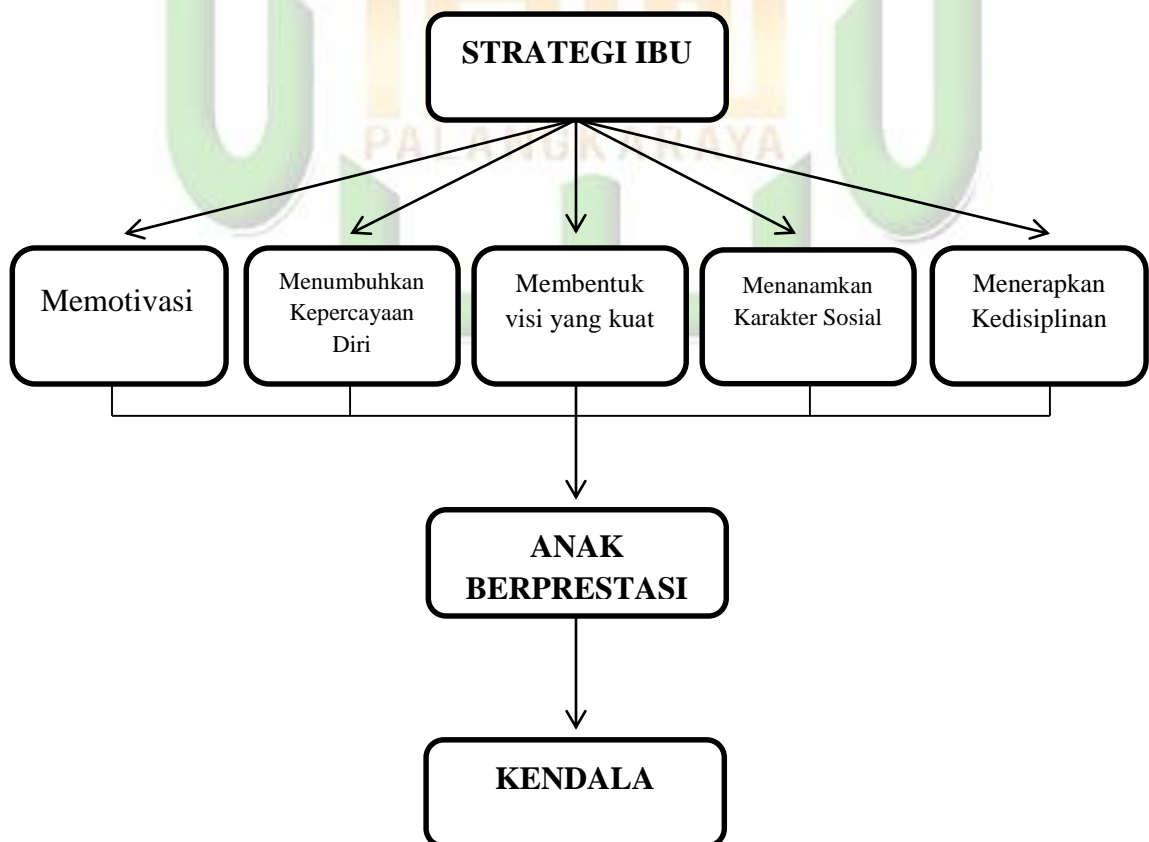 STRATEGI IBU
PALANGKARAYA
Memotivasi
Menumbuhkan
Kepercayaan
Diri
Membentuk
visi yang kuat
Menanamkan
Karakter Sosial
Menerapkan
Kedisiplinan
ANAK
BERPRESTASI
KENDALA